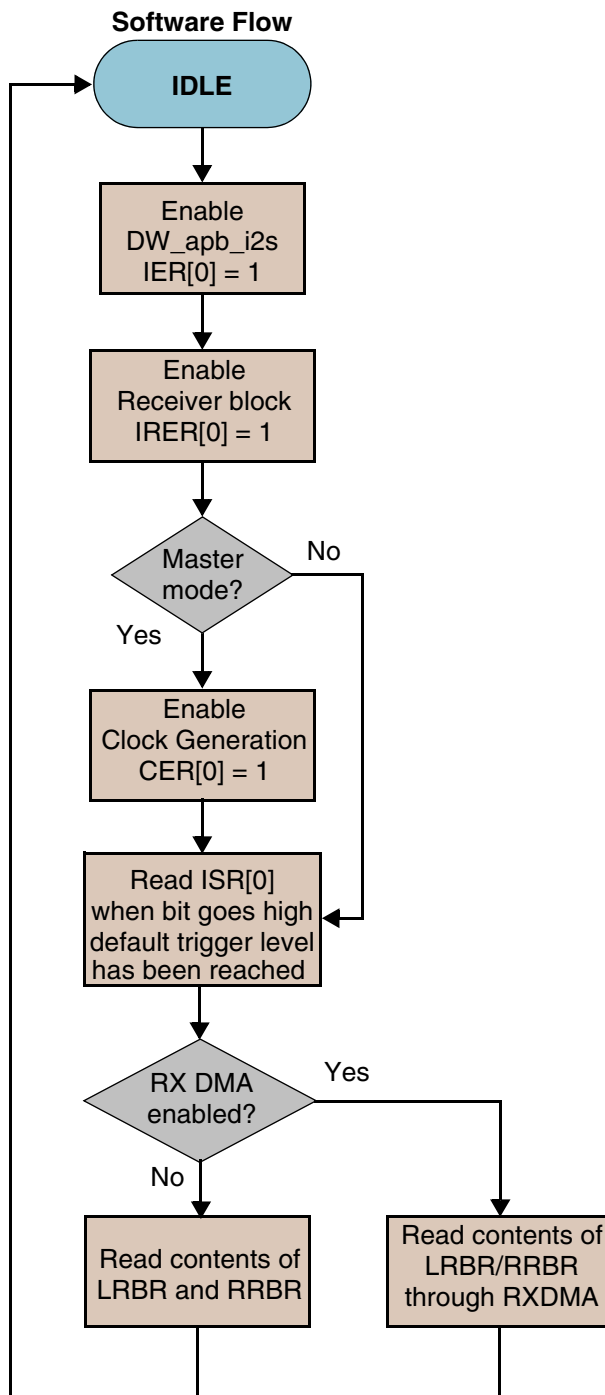 Software Flow
IDLE
Enable
DW_apb_i2s
IER[0] = 1
Enable
Receiver block
IRER[0] = 1
Master
mode?
No
Yes
Enable
Clock Generation
CER[0] = 1
Read ISR[0]
when bit goes high
default trigger level
has been reached
RX DMA
enabled?
Yes
No
Read contents of
LRBR and RRBR
Read contents of
LRBR/RRBR
through RXDMA